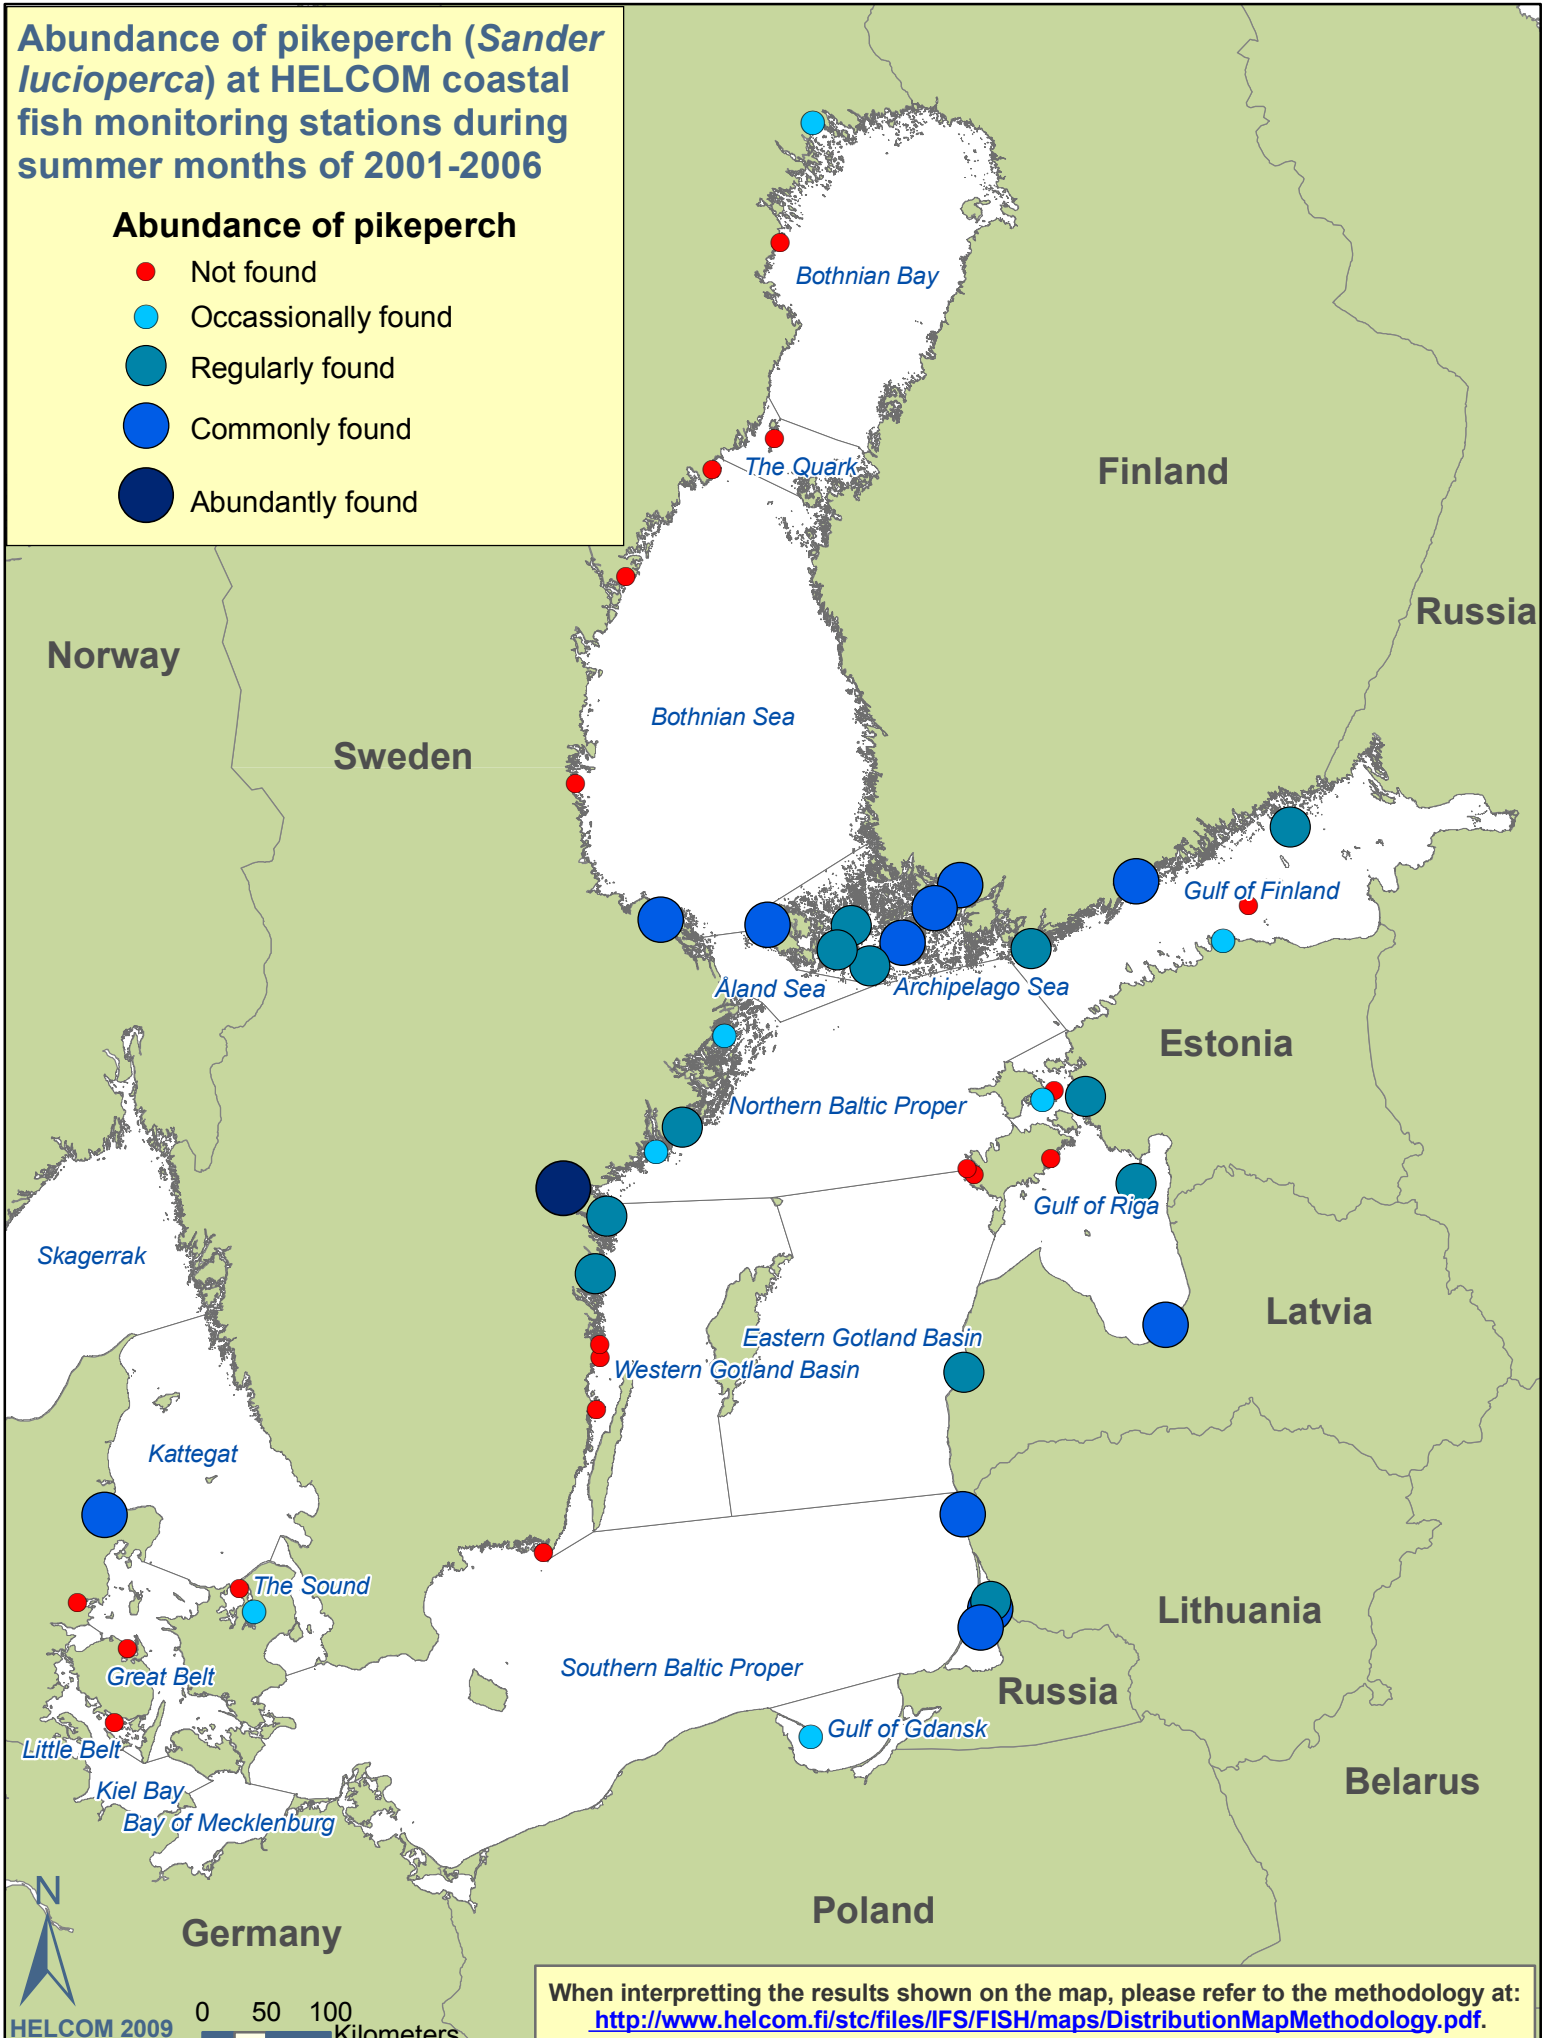 Abundance of pikeperch (Sander
lucioperca) at HELCOM coastal
fish monitoring stations during
summer months of 2001-2006
Abundance of pikeperch
Not found
Occassionally found
Regularly found
Commonly found
Abundantly found
Bothnian Bay
The Quark
Finland
Russia
Norway
Bothnian Sea
Sweden
Gulf of Finland
Åland Sea
Archipelago Sea
Estonia
Northern Baltic Proper
Gulf of Riga
Skagerrak
Latvia
Eastern Gotland Basin
Western Gotland Basin
Kattegat
The Sound
Lithuania
Southern Baltic Proper
Great Belt
Russia
Gulf of Gdansk
Little Belt
Kiel Bay
Belarus
Bay of Mecklenburg
N
Poland
Germany
When interpretting the results shown on the map, please refer to the methodology at:
http://www.helcom.fi/stc/files/IFS/FISH/maps/DistributionMapMethodology.pdf.
0 50 100
HELCOM 2009
Kilometers